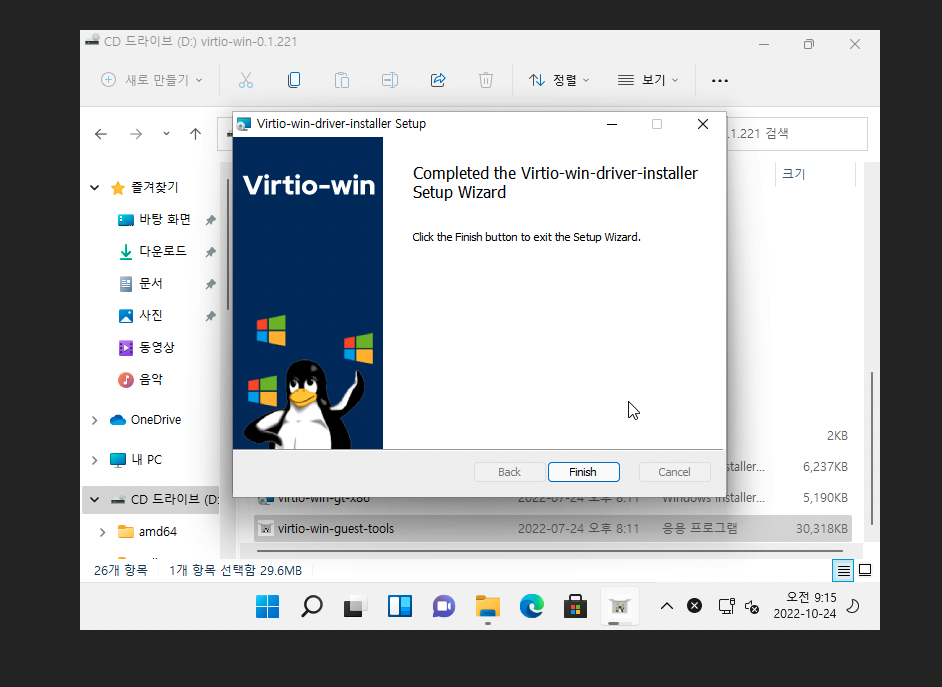 CD 드라이브 (D:) virtio-win-0.1.221
새로 만들기
정렬
보기
Virtio-win-driver-installer Setup
.1.221 검색
Virtio-win
Completed the Virtio-win-driver-installer
Setup Wizard
Click the Finish button to exit the Setup Wizard.
Back
Finish
Cancel
크기
즐겨찾기
바탕 화면
다운로드
문서
사진
동영상
음악
OneDrive
내 PC
CD 드라이브 (D:
amd64
2KB
staller...
6,237KB
virtio-win-gt-x86
2022-07-24 오후 8:11
Windows Installer...
5,190KB
virtio-win-guest-tools
2022-07-24 오후 8:11
응용 프로그램
30,318KB
26개 항목
1개 항목 선택함 29.6MB
오전 9:15
2022-10-24